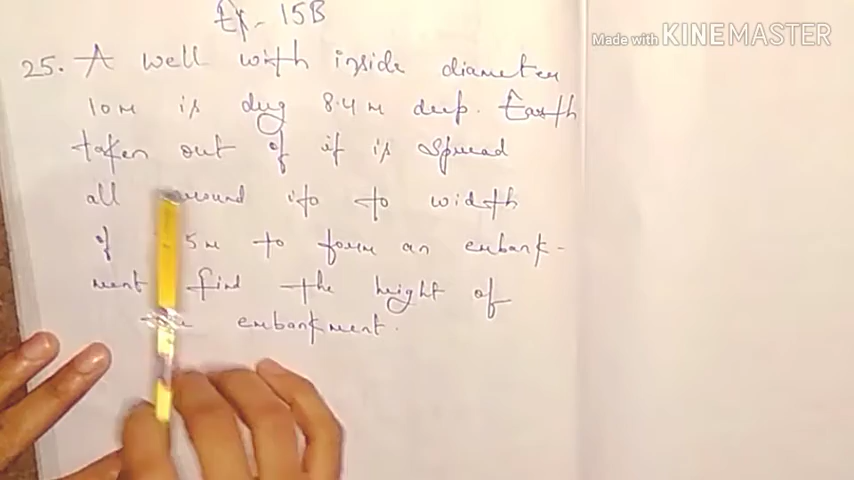 Ex. 15B
Made with KINEMASTER
25. A well with inside diameter
10m is dug 8.4m deep. Earth
taken out of it is spread
all around it to width
of 5m to form an embank-
ment find the height of
embankment.